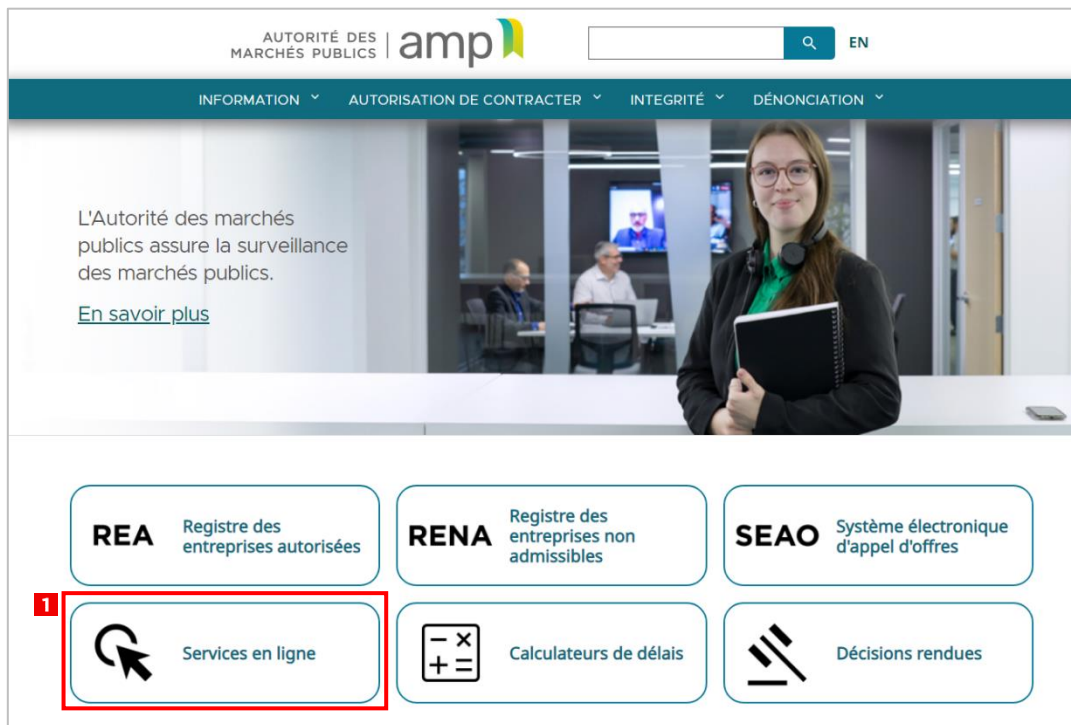 AUTORITÉ DES
MARCHÉS PUBLICS
amp
EN
INFORMATION
AUTORISATION DE CONTRACTER
INTEGRITÉ
DÉNONCIATION
L'Autorité des marchés
publics assure la surveillance
des marchés publics.
En savoir plus
REA
Registre des
entreprises autorisées
RENA
Registre des
entreprises non
admissibles
SEAO
Système électronique
d'appel d'offres
1
Services en ligne
Calculateurs de délais
Décisions rendues